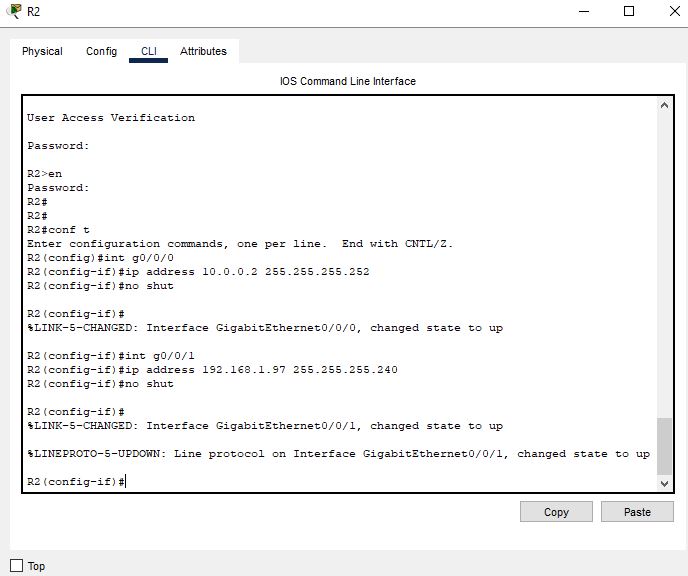 R2
Physical Config CLI Attributes
IOS Command Line Interface
User Access Verification
Password:
R2>en
Password:
R2#
R2#
R2#conf t
Enter configuration commands, one per line.  End with CNTL/Z.
R2(config)#int g0/0/0
R2(config-if)#ip address 10.0.0.2 255.255.255.252
R2(config-if)#no shut
R2(config-if)#
%LINK-5-CHANGED: Interface GigabitEthernet0/0/0, changed state to up
R2(config-if)#int g0/0/1
R2(config-if)#ip address 192.168.1.97 255.255.255.240
R2(config-if)#no shut
R2(config-if)#
%LINK-5-CHANGED: Interface GigabitEthernet0/0/1, changed state to up
%LINEPROTO-5-UPDOWN: Line protocol on Interface GigabitEthernet0/0/1, changed state to up
R2(config-if)#
Copy Paste
Top